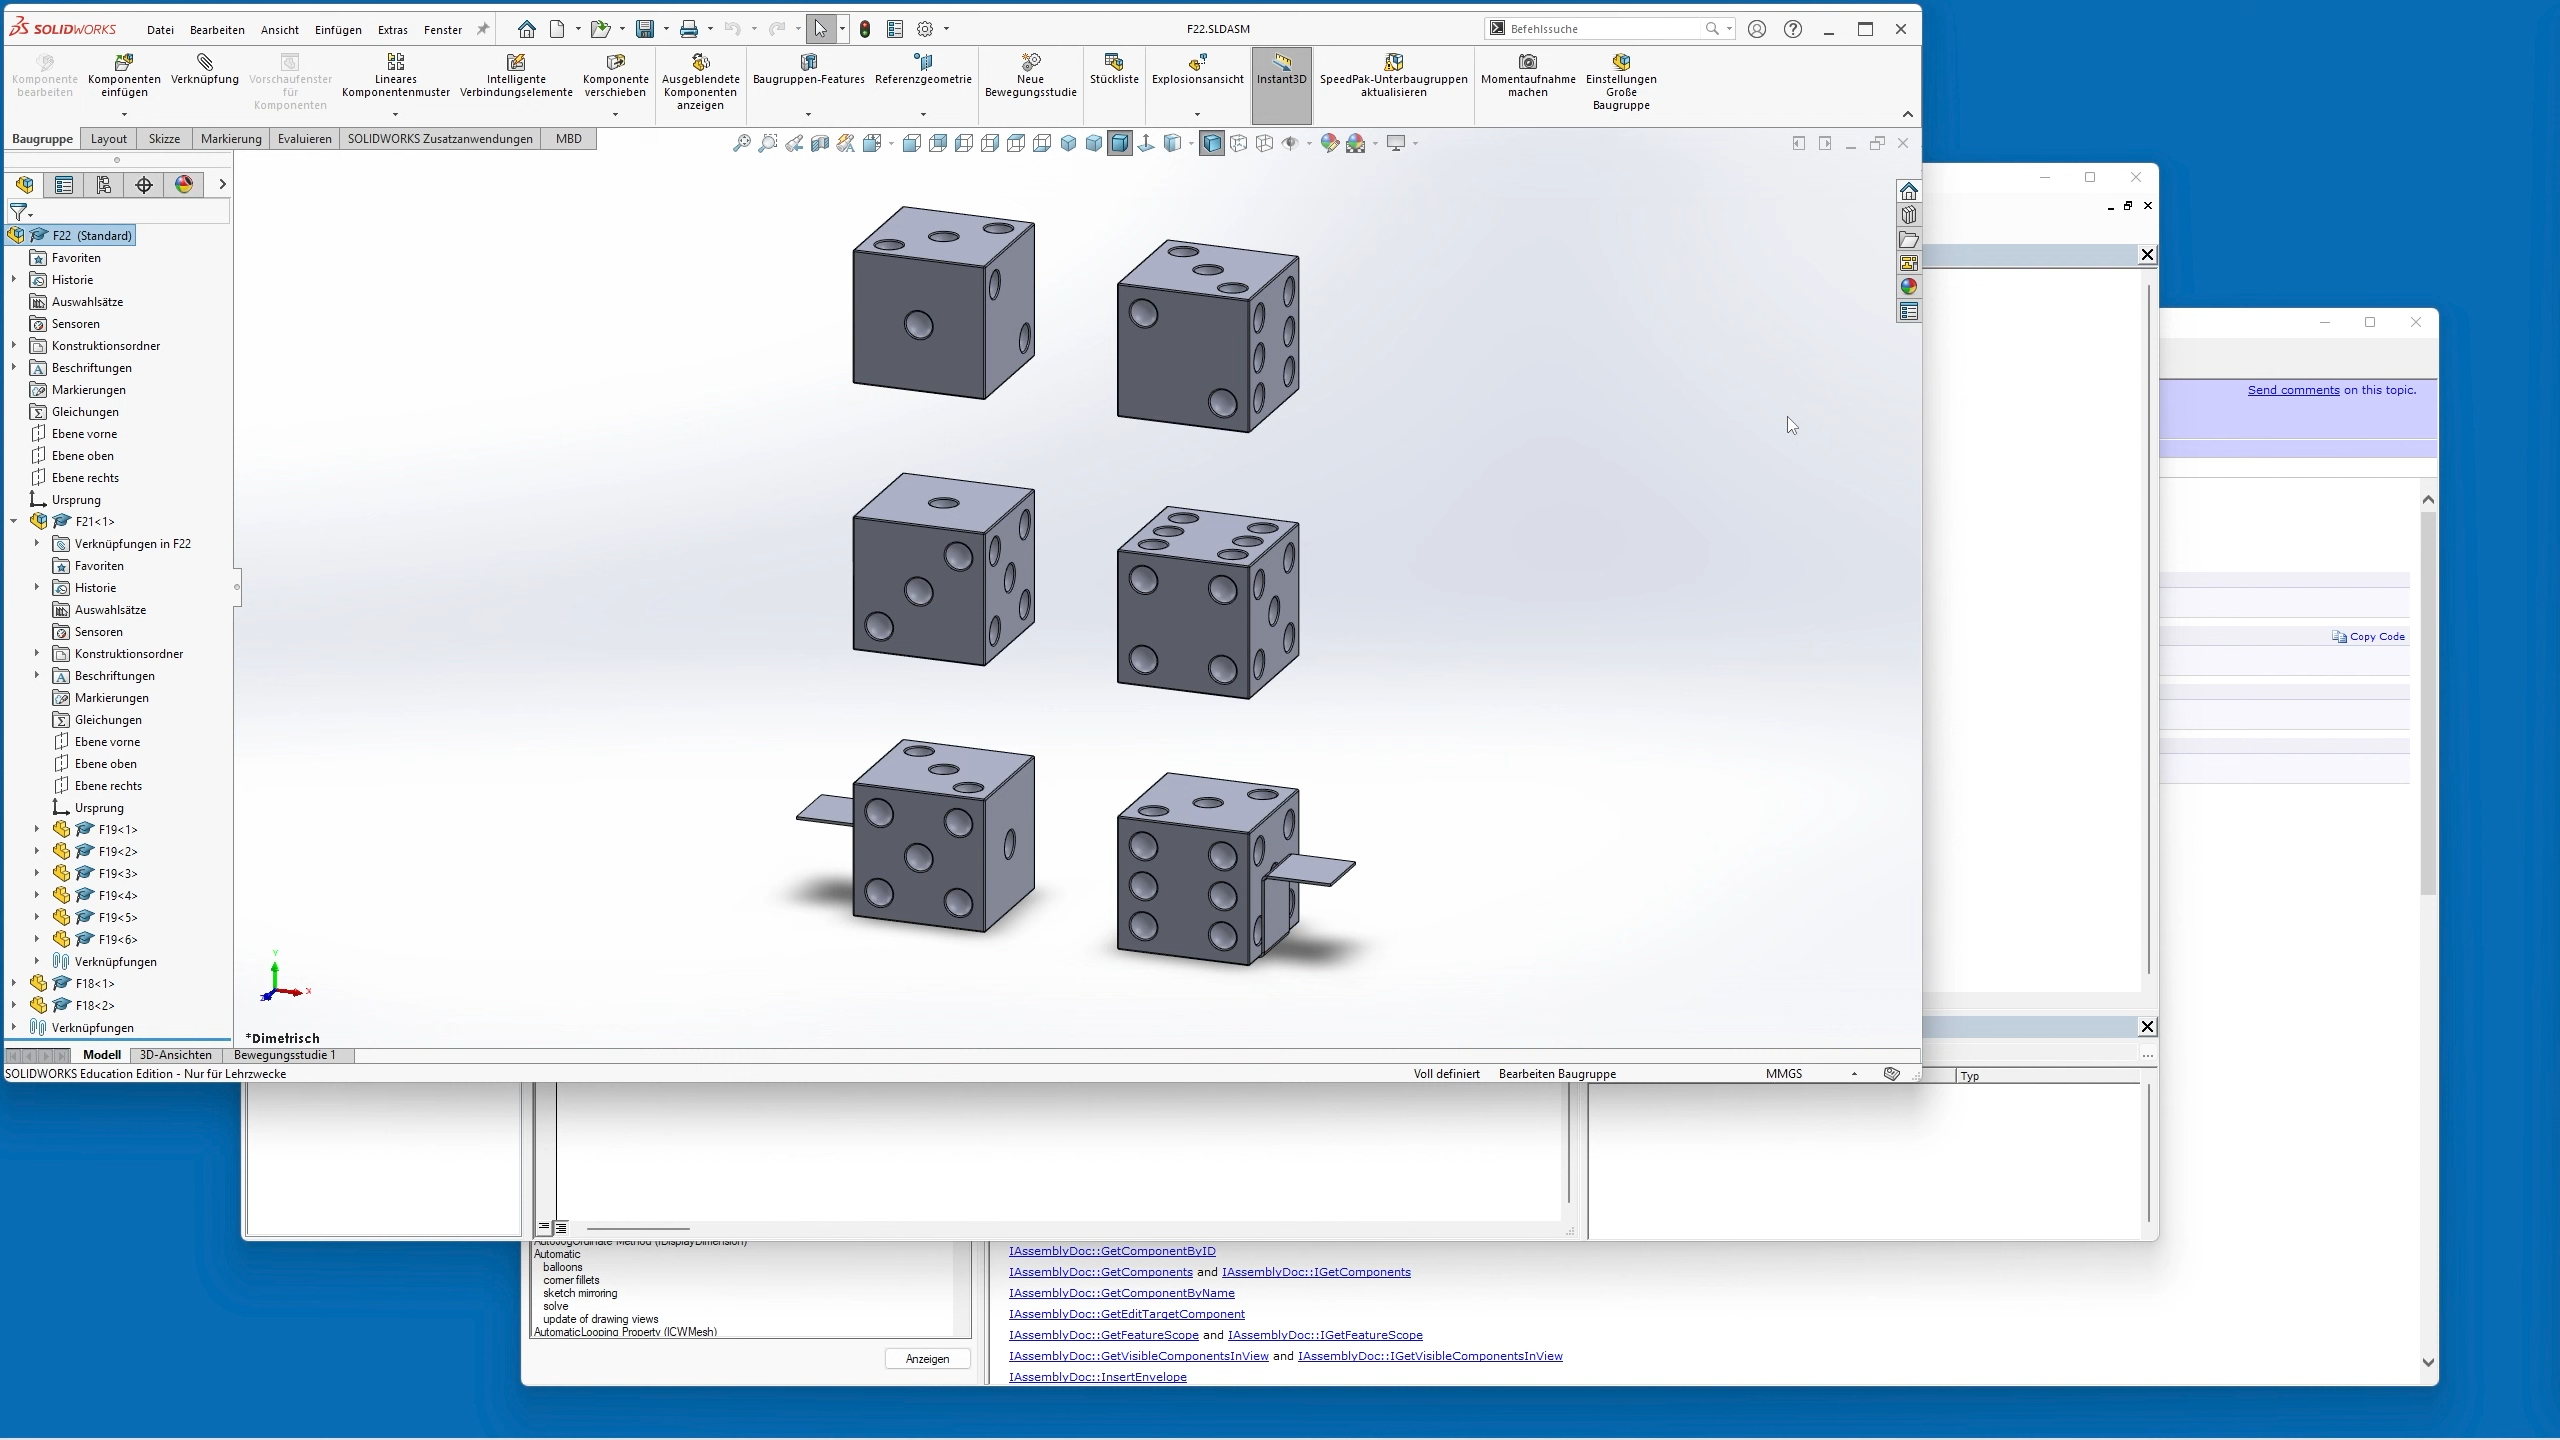 SOLIDWORKS
Datei Bearbeiten Ansicht Einfügen Extras Fenster
F22.SLDASM
Befehlssuche
Komponente bearbeiten
Komponenten einfügen
Verknüpfung
Vorschaufenster für Komponenten
Lineares Komponentenmuster
Intelligente Verbindungselemente
Komponente verschieben
Ausgeblendete Komponenten anzeigen
Baugruppen-Features
Referenzgeometrie
Neue Bewegungsstudie
Stückliste
Explosionsansicht
Instant3D
SpeedPak-Unterbaugruppen aktualisieren
Momentaufnahme machen
Einstellungen Große Baugruppe
Baugruppe Layout Skizze Markierung Evaluieren SOLIDWORKS Zusatzanwendungen MBD
F22 (Standard)
Favoriten
Historie
Auswahlsätze
Sensoren
Konstruktionsordner
Beschriftungen
Markierungen
Gleichungen
Ebene vorne
Ebene oben
Ebene rechts
Ursprung
F21<1>
Verknüpfungen in F22
Favoriten
Historie
Auswahlsätze
Sensoren
Konstruktionsordner
Beschriftungen
Markierungen
Gleichungen
Ebene vorne
Ebene oben
Ebene rechts
Ursprung
F19<1>
F19<2>
F19<3>
F19<4>
F19<5>
F19<6>
Verknüpfungen
F18<1>
F18<2>
Verknüpfungen
Y
X
Z
*Dimetrisch
Modell 3D-Ansichten Bewegungsstudie 1
SOLIDWORKS Education Edition - Nur für Lehrzwecke
Voll definiert Bearbeiten Baugruppe MMGS
Send comments on this topic.
Copy Code
...
Typ
AutoJogOrdinate Method (IDisplayDimension)
Automatic
balloons
corner fillets
sketch mirroring
solve
update of drawing views
AutomaticLooping Property (ICWMesh)
Anzeigen
IAssemblyDoc::GetComponentByID
IAssemblyDoc::GetComponents and IAssemblyDoc::IGetComponents
IAssemblyDoc::GetComponentByName
IAssemblyDoc::GetEditTargetComponent
IAssemblyDoc::GetFeatureScope and IAssemblyDoc::IGetFeatureScope
IAssemblyDoc::GetVisibleComponentsInView and IAssemblyDoc::IGetVisibleComponentsInView
IAssemblyDoc::InsertEnvelope